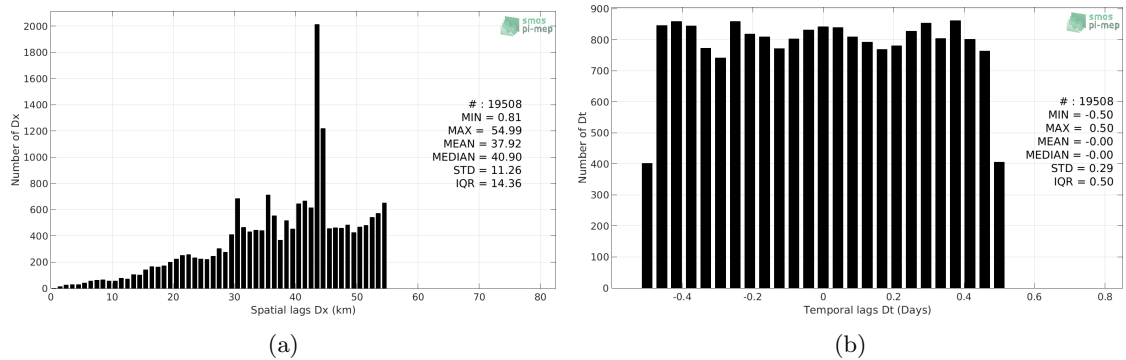 2000
1800
1600
1400
1200
1000
800
600
400
200
0
Number of Dx
smos
pi-mep
# : 19508
MIN = 0.81
MAX = 54.99
MEAN = 37.92
MEDIAN = 40.90
STD = 11.26
IQR = 14.36
0 10 20 30 40 50 60 70 80
Spatial lags Dx (km)
(a)
900
800
700
600
500
400
300
200
100
0
Number of Dt
smos
pi-mep
# : 19508
MIN = -0.50
MAX = 0.50
MEAN = -0.00
MEDIAN = -0.00
STD = 0.29
IQR = 0.50
-0.4 -0.2 0 0.2 0.4 0.6 0.8
Temporal lags Dt (Days)
(b)